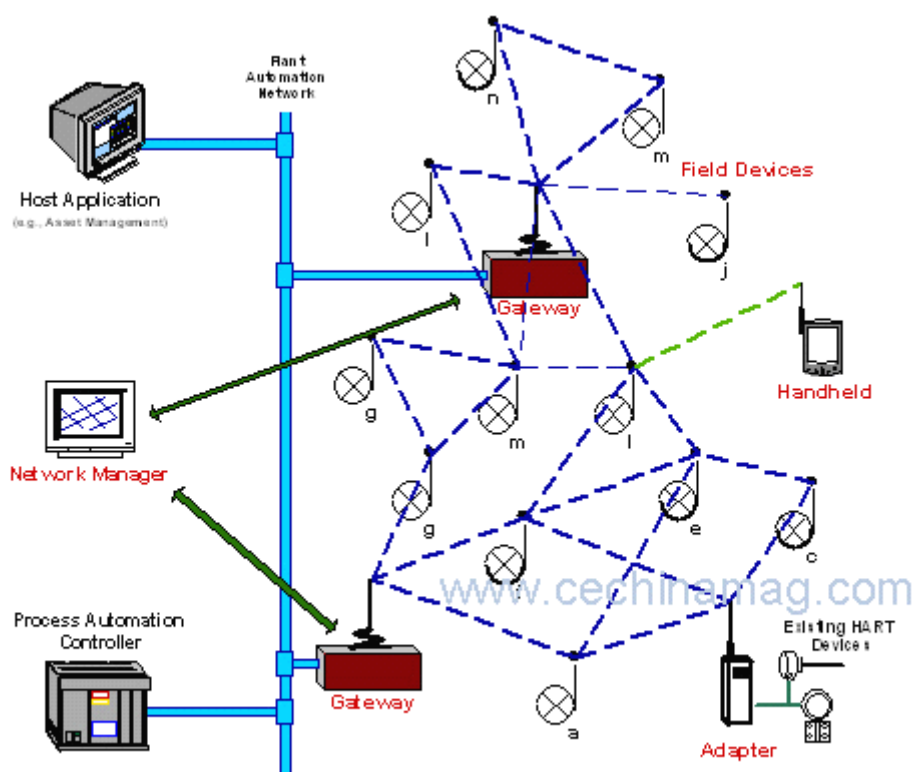 Plant
Automation
Network
n
m
Field Devices
Host Application
(e.g., Asset Management)
j
Gateway
Handheld
g
m
l
Network Manager
g
e
c
www.cechinamag.com
Process Automation
Controller
Existing HART
Devices
Gateway
a
Adapter